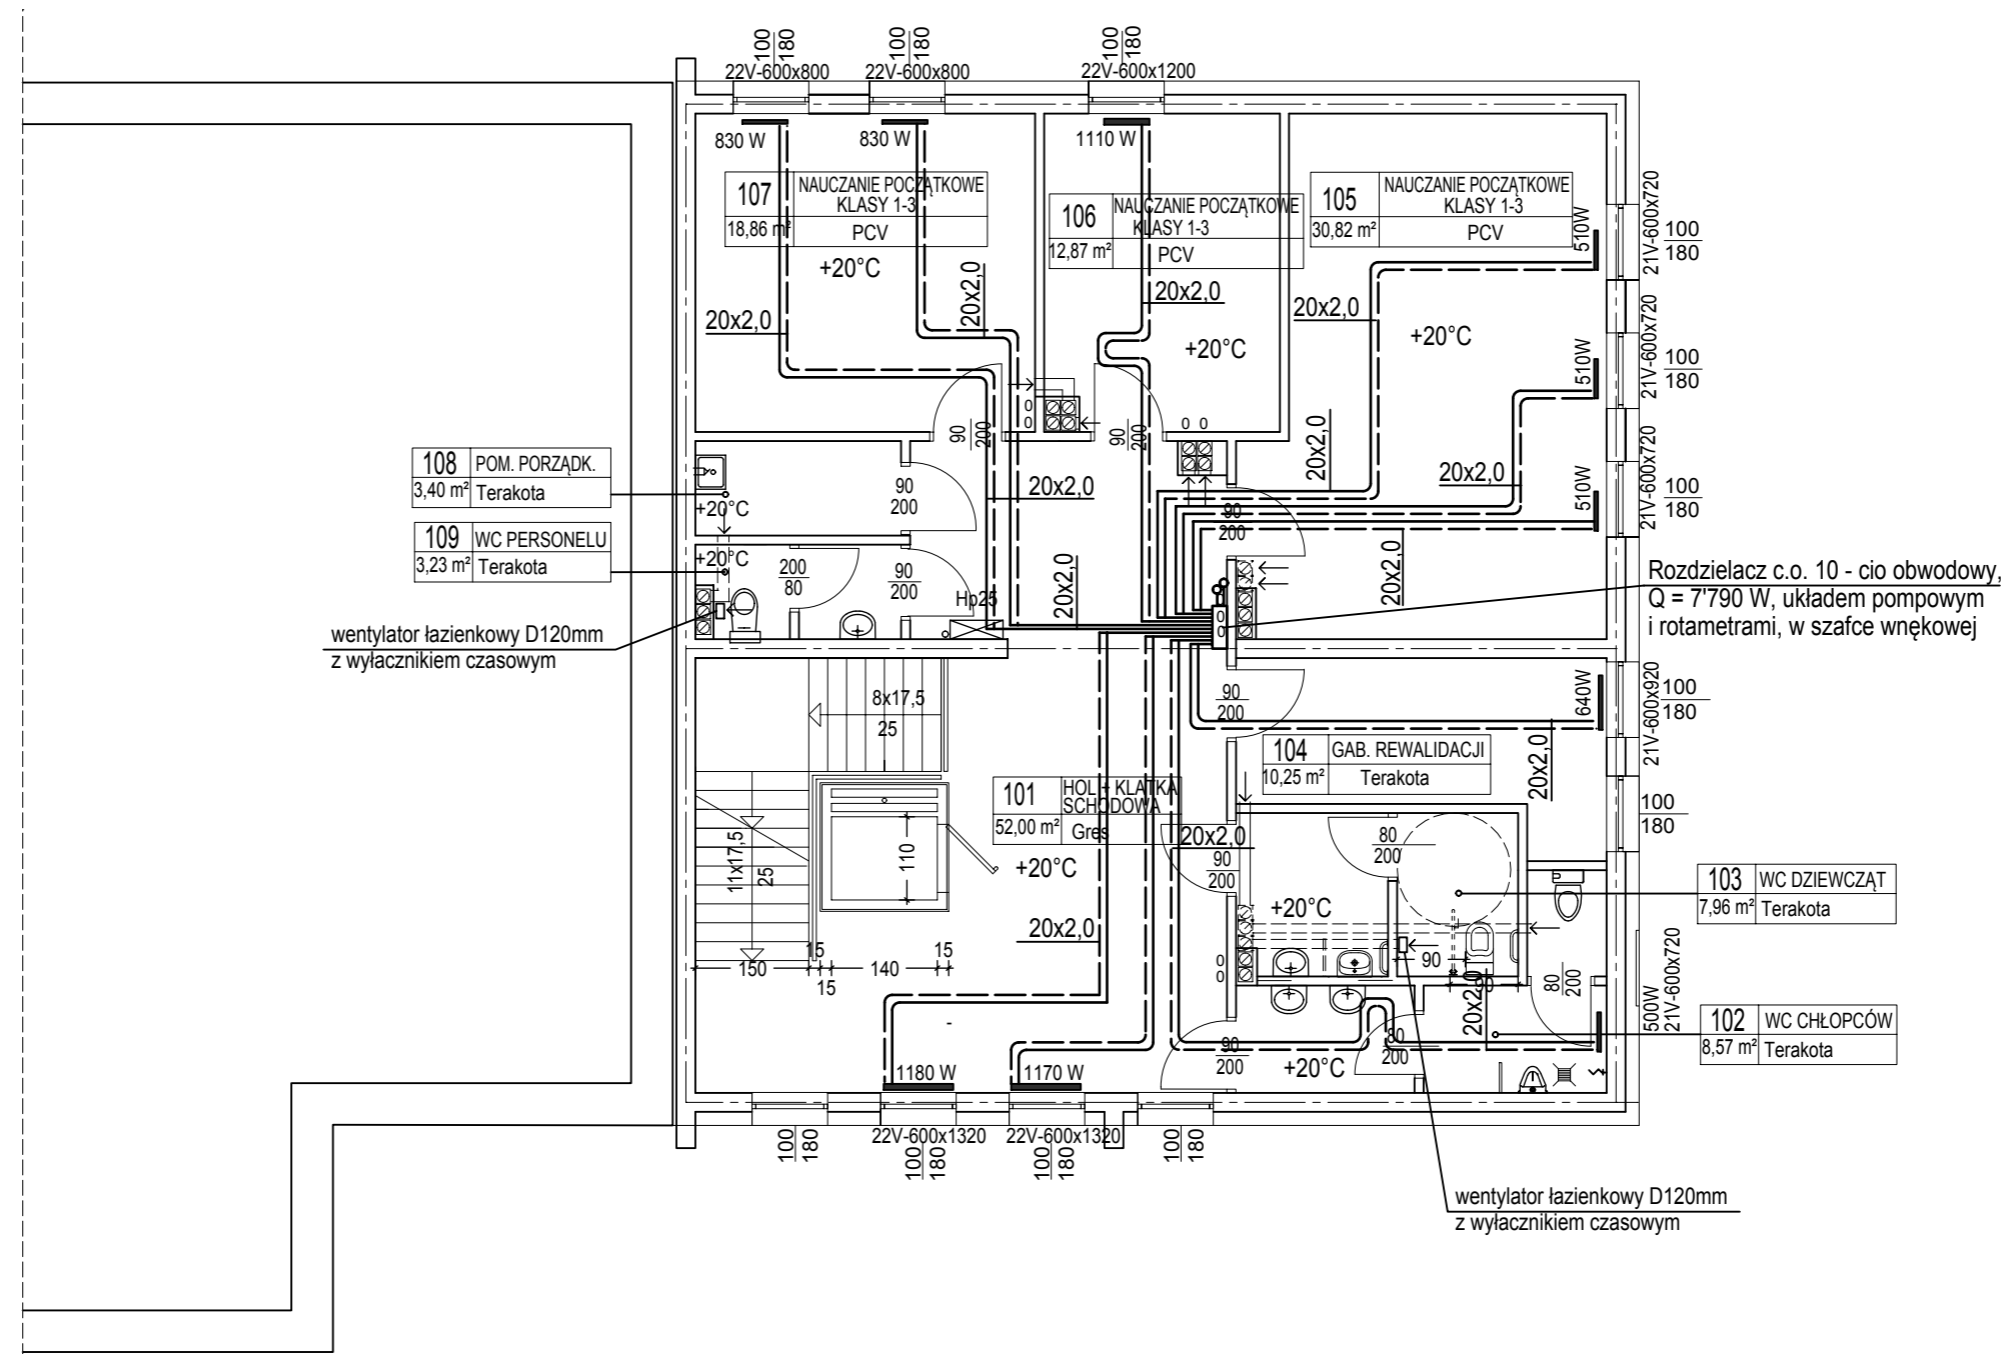 100
180
100
180
100
180
22V-600x800
22V-600x800
22V-600x1200
830 W
830 W
1110 W
107
NAUCZANIE POCZĄTKOWE
KLASY 1-3
18,86 m²
PCV
+20°C
106
NAUCZANIE POCZĄTKOWE
KLASY 1-3
12,87 m²
PCV
105
NAUCZANIE POCZĄTKOWE
KLASY 1-3
30,82 m²
PCV
510W
21V-600x720
100
180
20x2,0
20x2,0
20x2,0
20x2,0
+20°C
+20°C
510W
21V-600x720
100
180
0
0
90
200
90
200
0 0
20x2,0
20x2,0
510W
21V-600x720
100
180
108
POM. PORZĄDK.
3,40 m²
Terakota
+20°C
90
200
20x2,0
90
200
109
WC PERSONELU
3,23 m²
Terakota
+20°C
200
80
90
200
Hp25
20x2,0
20x2,0
0
0
Rozdzielacz c.o. 10 - cio obwodowy,
Q = 7'790 W, układem pompowym
i rotametrami, w szafce wnękowej
wentylator łazienkowy D120mm
z wyłacznikiem czasowym
8x17,5
25
90
200
640W
21V-600x920
100
180
104
GAB. REWALIDACJI
10,25 m²
Terakota
20x2,0
101
HOL + KLATKA
SCHODOWA
52,00 m²
Gres
+20°C
100
180
11x17,5
25
110
20x2,0
90
200
80
200
103
WC DZIEWCZĄT
7,96 m²
Terakota
+20°C
20x2,0
15
15
150
140
15
0
0
90
90
20x2,0
80
200
500W
21V-600x720
102
WC CHŁOPCÓW
8,57 m²
Terakota
-
90
200
80
200
+20°C
1180 W
1170 W
22V-600x1320
22V-600x1320
100
180
100
180
100
180
100
180
wentylator łazienkowy D120mm
z wyłacznikiem czasowym